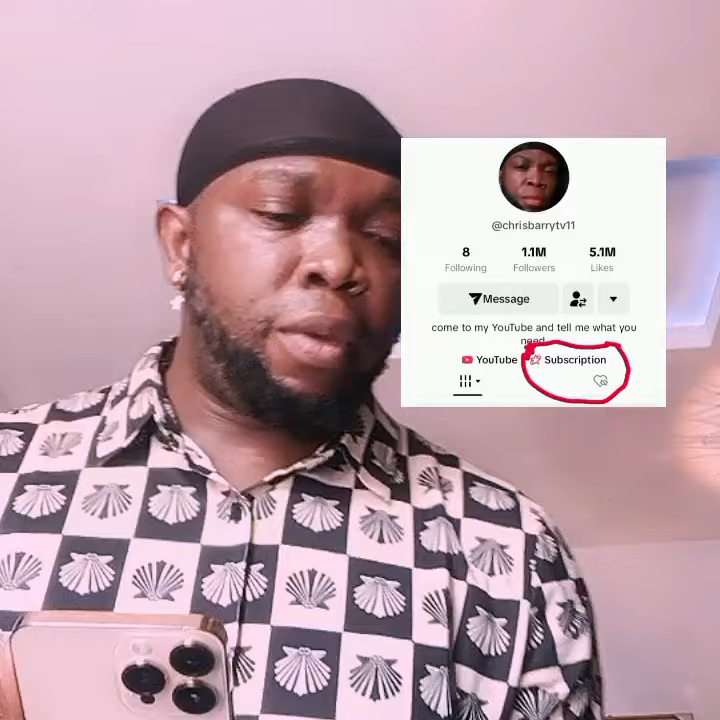 @chrisbarrytv11
8 1.1M 5.1M
Following Followers Likes
Message
come to my YouTube and tell me what you
need
YouTube Subscription